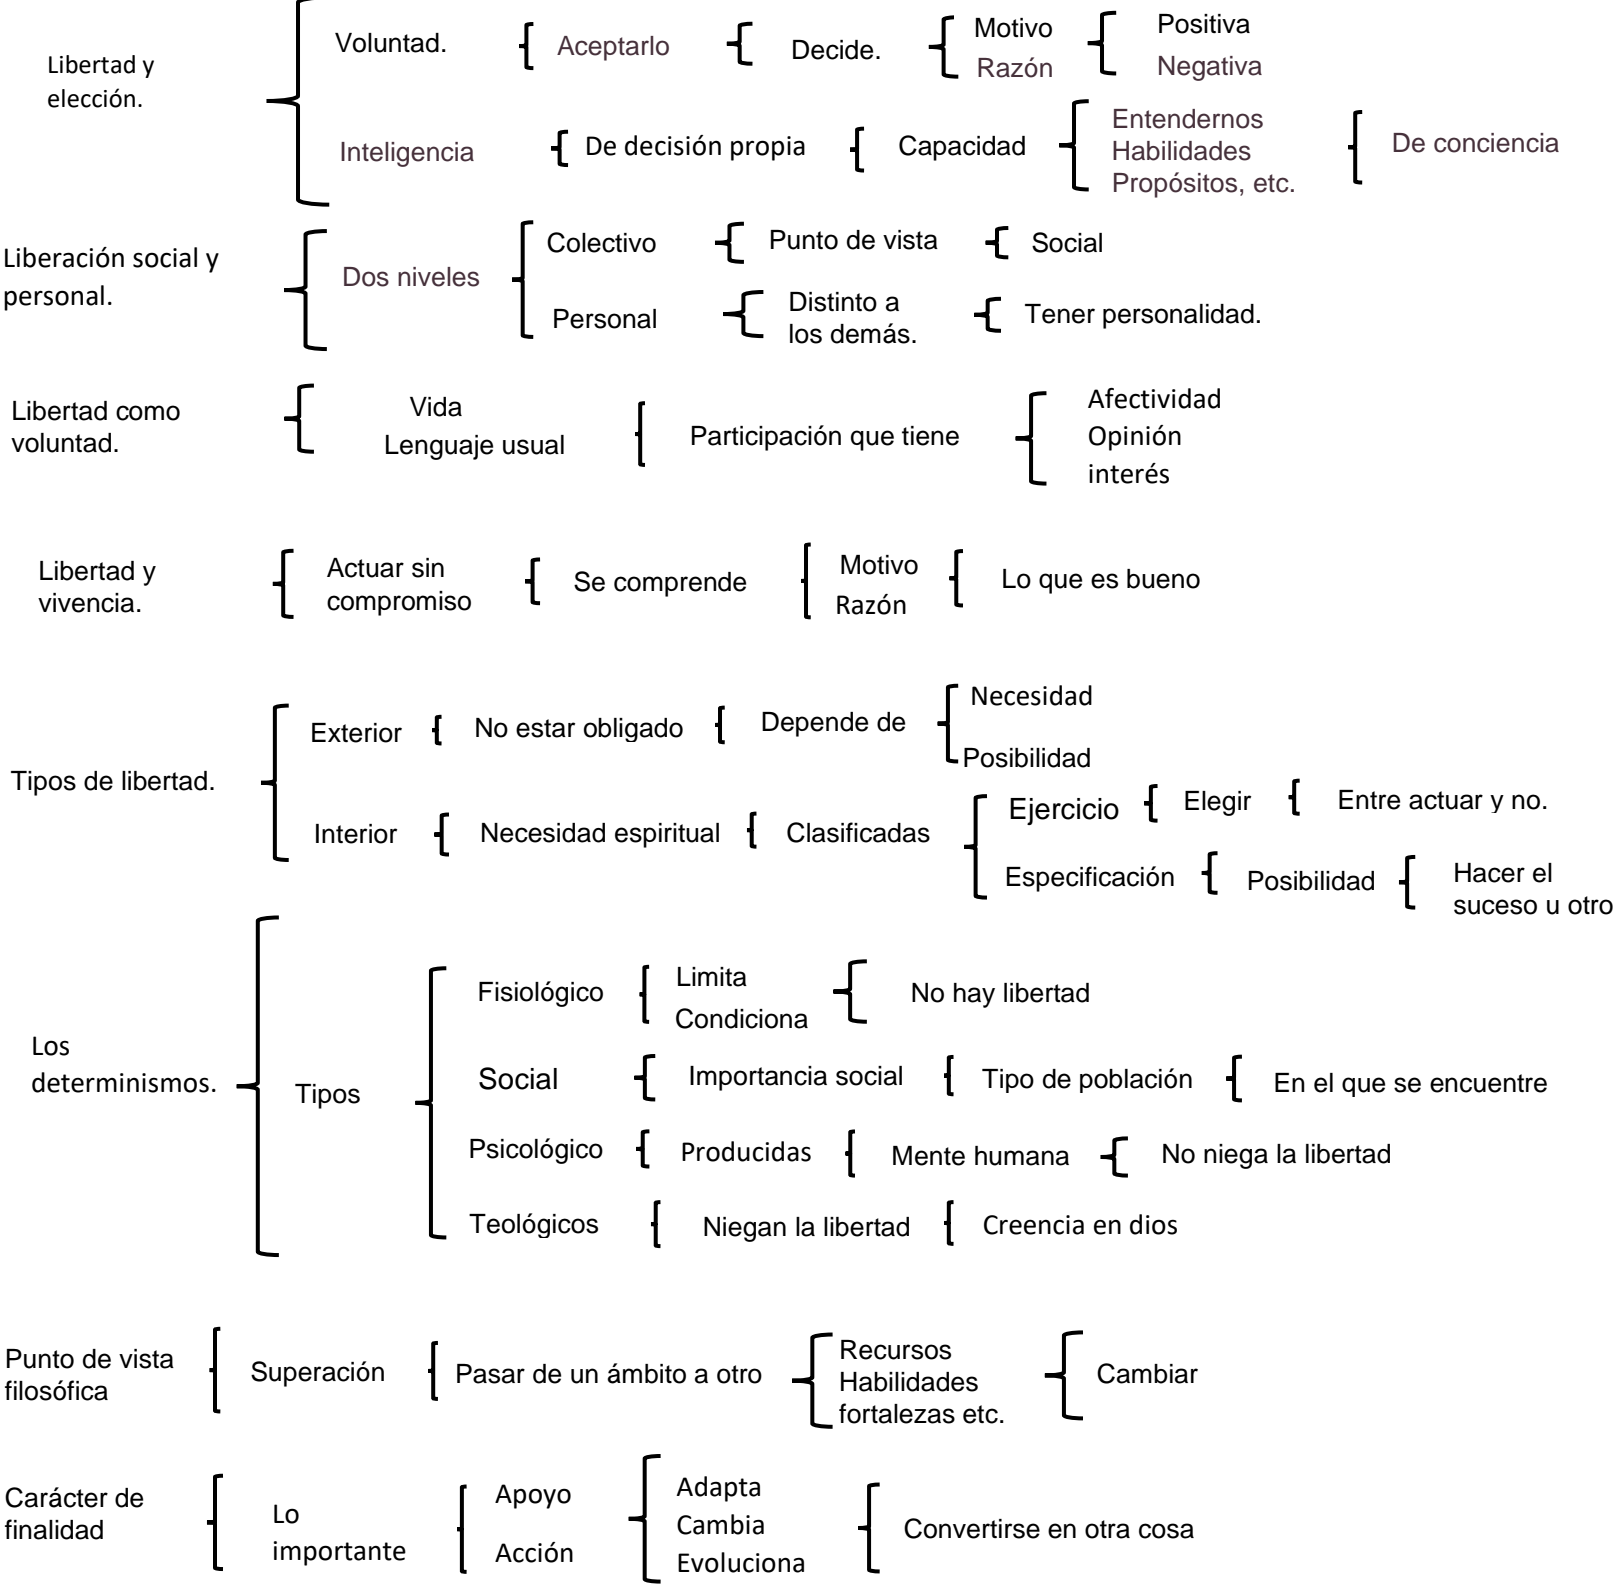 Libertad y
elección.
Voluntad.
Aceptarlo
Decide.
Motivo
Razón
Positiva
Negativa
Inteligencia
De decisión propia
Capacidad
Entendernos
Habilidades
Propósitos, etc.
De conciencia
Liberación social y
personal.
Dos niveles
Colectivo
Punto de vista
Social
Personal
Distinto a
los demás.
Tener personalidad.
Libertad como
voluntad.
Vida
Lenguaje usual
Participación que tiene
Afectividad
Opinión
interés
Libertad y
vivencia.
Actuar sin
compromiso
Se comprende
Motivo
Razón
Lo que es bueno
Tipos de libertad.
Exterior
No estar obligado
Depende de
Necesidad
Posibilidad
Interior
Necesidad espiritual
Clasificadas
Ejercicio
Elegir
Entre actuar y no.
Especificación
Posibilidad
Hacer el
suceso u otro
Los
determinismos.
Tipos
Fisiológico
Limita
Condiciona
No hay libertad
Social
Importancia social
Tipo de población
En el que se encuentre
Psicológico
Producidas
Mente humana
No niega la libertad
Teológicos
Niegan la libertad
Creencia en dios
Punto de vista
filosófica
Superación
Pasar de un ámbito a otro
Recursos
Habilidades
fortalezas etc.
Cambiar
Carácter de
finalidad
Lo
importante
Apoyo
Acción
Adapta
Cambia
Evoluciona
Convertirse en otra cosa